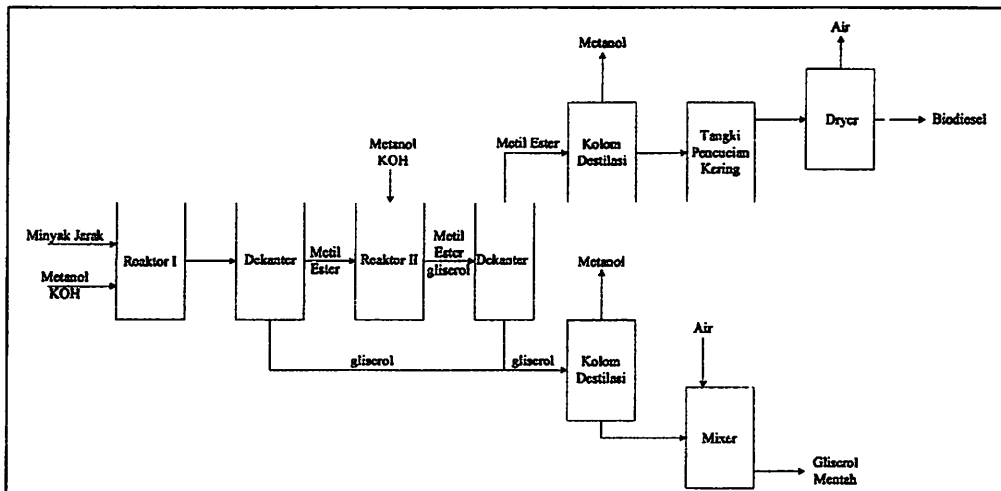 Air
Metanol
Dryer
Biodiesel
Kolom
Destilasi
Tangki
Pencucian
Kering
Metil Ester
Metanol
KOH
Minyak Jarak
Metanol
KOH
Reaktor I
Dekanter
Metil
Ester
Reaktor II
Metil
Ester
gliserol
Dekanter
Metanol
gliserol
gliserol
Kolom
Destilasi
Air
Mixer
Gliserol
Mentah